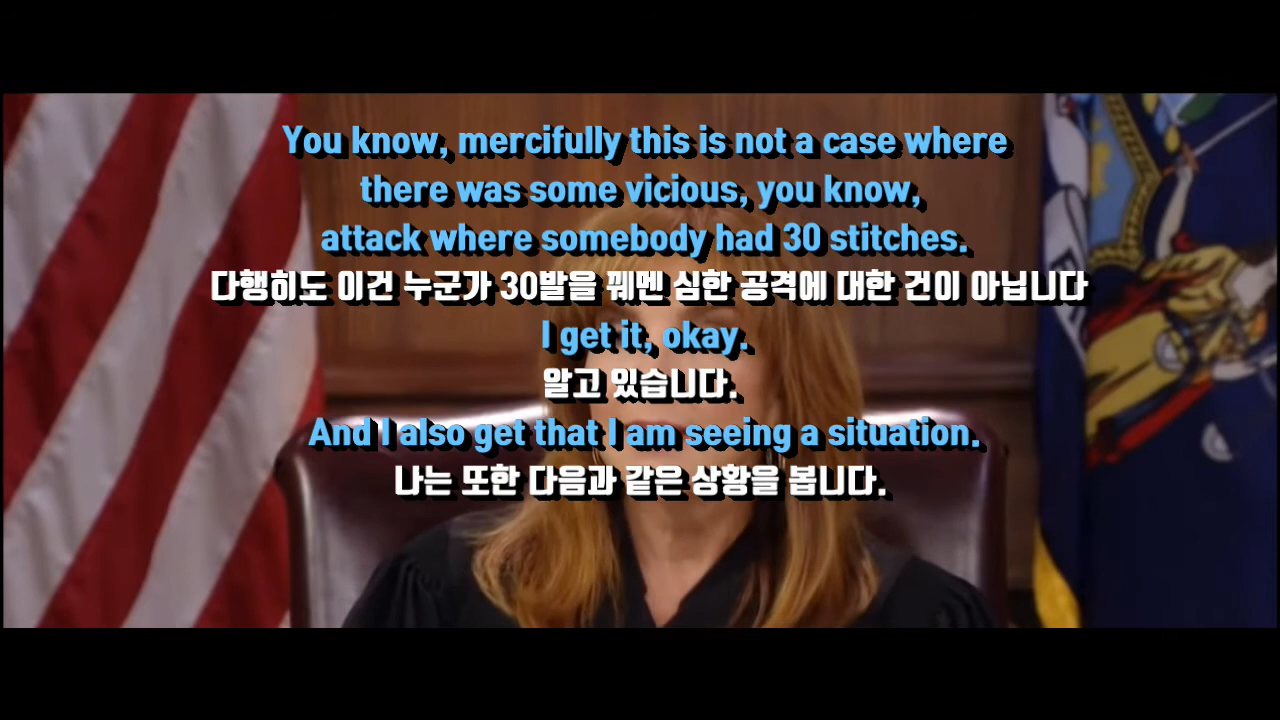 You know, mercifully this is not a case where
there was some vicious, you know,
attack where somebody had 30 stitches.
다행히도 이건 누군가 30발을 꿰멘 심한 공격에 대한 건이 아닙니다
I get it, okay.
알고 있습니다.
And I also get that I am seeing a situation.
나는 또한 다음과 같은 상황을 봅니다.